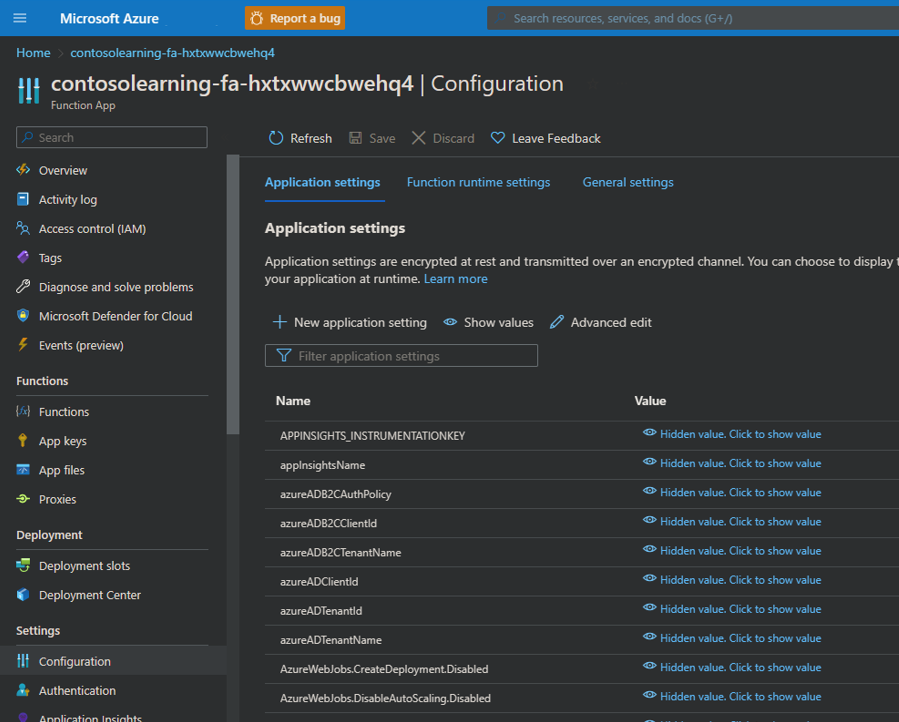 Microsoft Azure
Report a bug
Search resources, services, and docs (G+/)
Home > contosolearning-fa-hxtxwwcbwehq4
contosolearning-fa-hxtxwwcbwehq4 | Configuration
Function App
Search
Refresh
Save
Discard
Leave Feedback
Overview
Activity log
Access control (IAM)
Tags
Diagnose and solve problems
Microsoft Defender for Cloud
Events (preview)
Functions
Functions
App keys
App files
Proxies
Deployment
Deployment slots
Deployment Center
Settings
Configuration
Authentication
Application Insights
Application settings
Function runtime settings
General settings
Application settings
Application settings are encrypted at rest and transmitted over an encrypted channel. You can choose to display
your application at runtime. Learn more
New application setting
Show values
Advanced edit
Filter application settings
Name Value
APPINSIGHTS_INSTRUMENTATIONKEY Hidden value. Click to show value
appInsightsName Hidden value. Click to show value
azureADB2CAuthPolicy Hidden value. Click to show value
azureADB2CClientId Hidden value. Click to show value
azureADB2CTenantName Hidden value. Click to show value
azureADClientId Hidden value. Click to show value
azureADTenantId Hidden value. Click to show value
azureADTenantName Hidden value. Click to show value
AzureWebJobs.CreateDeployment.Disabled Hidden value. Click to show value
AzureWebJobs.DisableAutoScaling.Disabled Hidden value. Click to show value